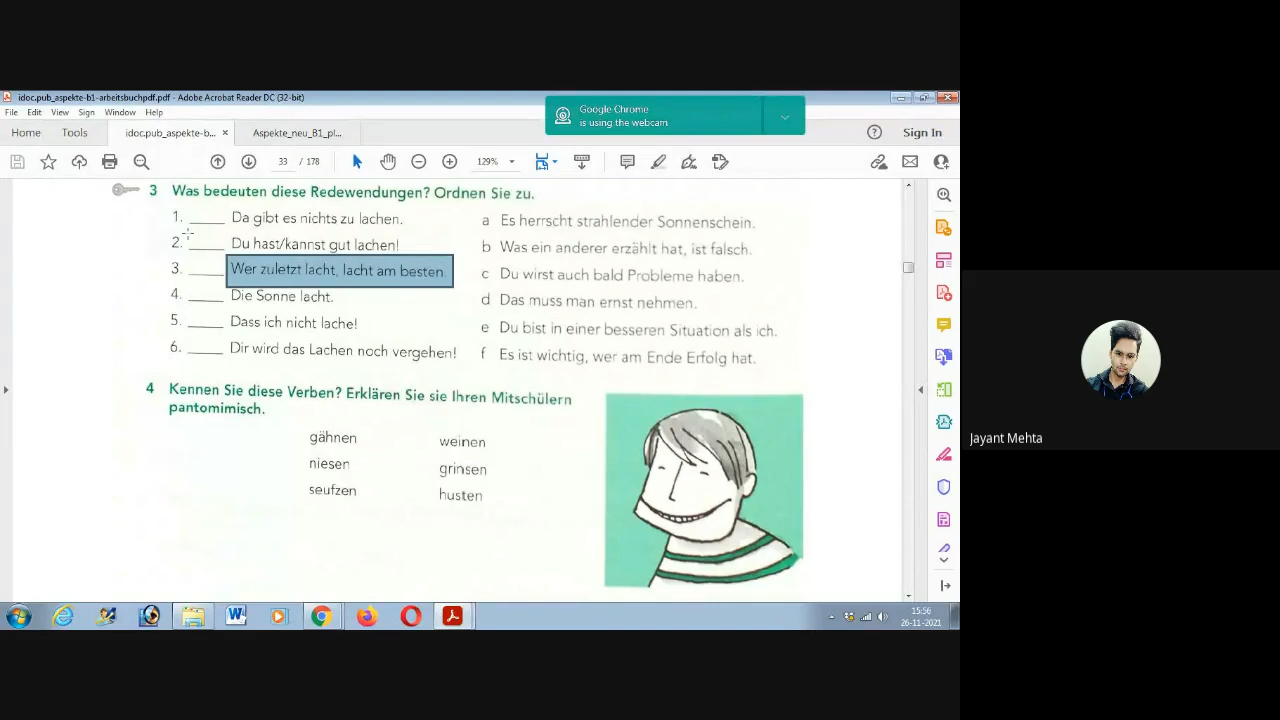 idoc.pub_aspekte-b1-arbeitsbuchpdf.pdf - Adobe Acrobat Reader DC (32-bit)
File Edit View Sign Window Help
Google Chrome
is using the webcam
Home Tools idoc.pub_aspekte-b... × Aspekte_neu_B1_pl... Sign In
33 / 178 129%
3 Was bedeuten diese Redewendungen? Ordnen Sie zu.
1. ____ Da gibt es nichts zu lachen.
2. ____ Du hast/kannst gut lachen!
3. ____ Wer zuletzt lacht, lacht am besten.
4. ____ Die Sonne lacht.
5. ____ Dass ich nicht lache!
6. ____ Dir wird das Lachen noch vergehen!
a Es herrscht strahlender Sonnenschein.
b Was ein anderer erzählt hat, ist falsch.
c Du wirst auch bald Probleme haben.
d Das muss man ernst nehmen.
e Du bist in einer besseren Situation als ich.
f Es ist wichtig, wer am Ende Erfolg hat.
4 Kennen Sie diese Verben? Erklären Sie sie Ihren Mitschülern
pantomimisch.
gähnen weinen
niesen grinsen
seufzen husten
Jayant Mehta
15:56
26-11-2021